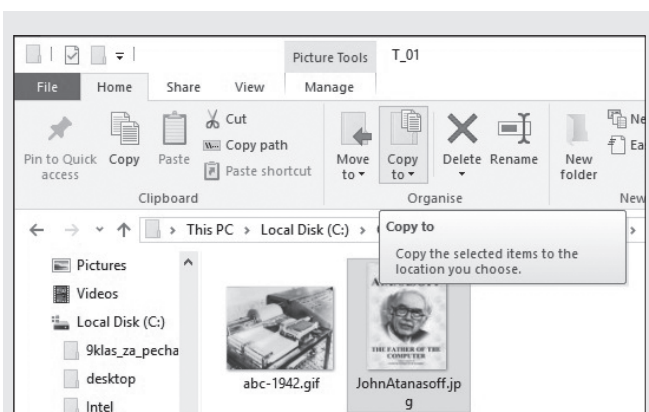 Picture Tools T_01
File Home Share View Manage
Pin to Quick access
Copy
Paste
Cut
Copy path
Paste shortcut
Move to
Copy to
Delete
Rename
New folder
Ne
Ea
Clipboard Organise New
This PC > Local Disk (C:) >
Copy to
Copy the selected items to the
location you choose.
Pictures
Videos
Local Disk (C:)
9klas_za_pecha
desktop
Intel
THE FATHER OF THE
COMPUTER
abc-1942.gif
JohnAtanasoff.jp
g